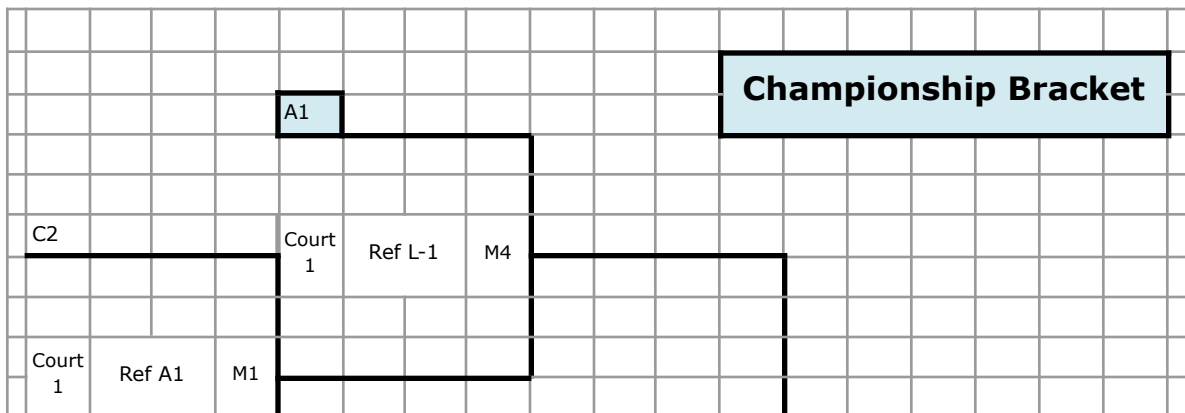 Championship Bracket
A1
C2
Court
1
Ref L-1
M4
Court
1
Ref A1
M1